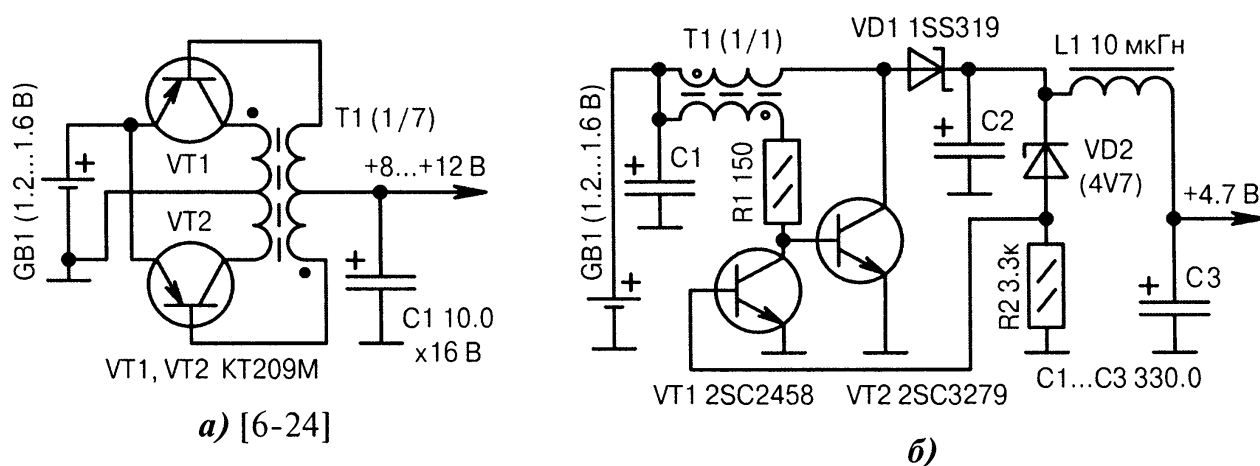 GB1 (1.2...1.6 В)
+
VT1
VT2
T1 (1/7)
+8...+12 В
+
C1 10.0
x16 В
VT1, VT2 КТ209М
а) [6-24]
GB1 (1.2...1.6 В)
+
T1 (1/1)
+
C1
R1 150
VD1 1SS319
+
C2
L1 10 мкГн
VD2
(4V7)
+4.7 В
R2 3.3к
+
C3
VT1 2SC2458
VT2 2SC3279
C1...C3 330.0
б)